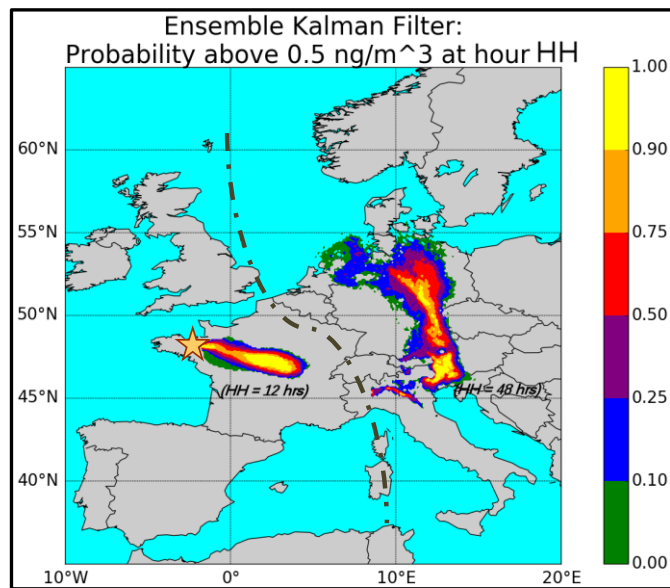 Ensemble Kalman Filter:
Probability above 0.5 ng/m^3 at hour HH
1.00
0.90
0.75
0.50
0.25
0.10
0.00
60°N
55°N
50°N
45°N
40°N
(HH = 12 hrs)
(HH = 48 hrs)
10°W
0°
10°E
20°E